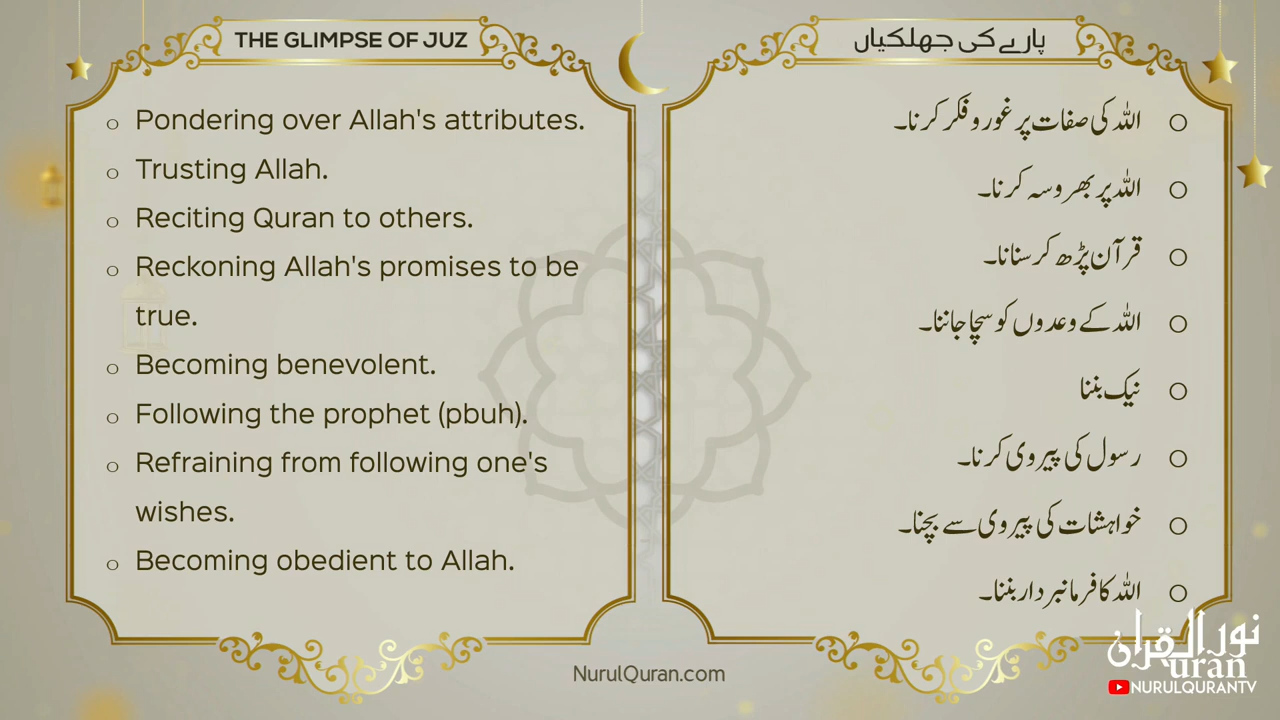 THE GLIMPSE OF JUZ
o Pondering over Allah's attributes.
o Trusting Allah.
o Reciting Quran to others.
o Reckoning Allah's promises to be
true.
o Becoming benevolent.
o Following the prophet (pbuh).
o Refraining from following one's
wishes.
o Becoming obedient to Allah.
پارے کی جھلکیاں
○ اللہ کی صفات پر غور و فکر کرنا۔
○ اللہ پر بھروسہ کرنا۔
○ قرآن پڑھ کر سنانا۔
○ اللہ کے وعدوں کو سچا جاننا۔
○ نیک بننا
○ رسول کی پیروی کرنا۔
○ خواہشات کی پیروی سے بچنا۔
○ اللہ کا فرمانبردار بننا۔
NurulQuran.com
نور القرآن
uran
NURULQURANTV